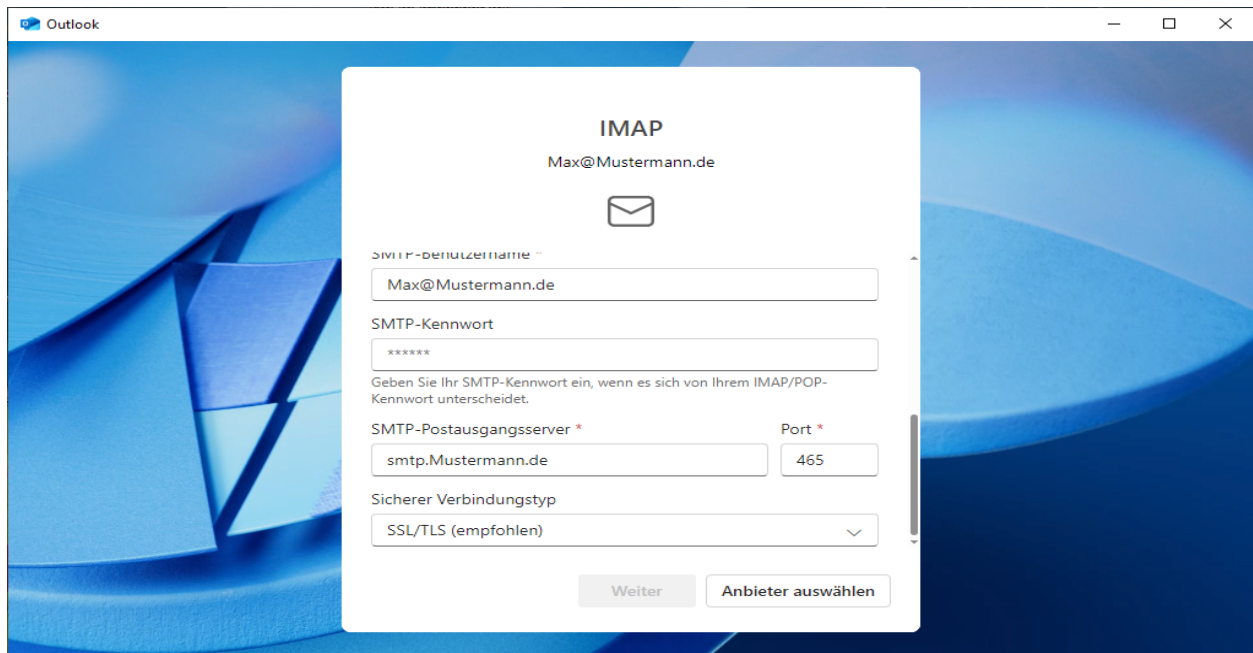 Outlook
IMAP
Max@Mustermann.de
SMTP-Benutzername *
Max@Mustermann.de
SMTP-Kennwort
******
Geben Sie Ihr SMTP-Kennwort ein, wenn es sich von Ihrem IMAP/POP-
Kennwort unterscheidet.
SMTP-Postausgangsserver * Port *
smtp.Mustermann.de 465
Sicherer Verbindungstyp
SSL/TLS (empfohlen)
Weiter Anbieter auswählen